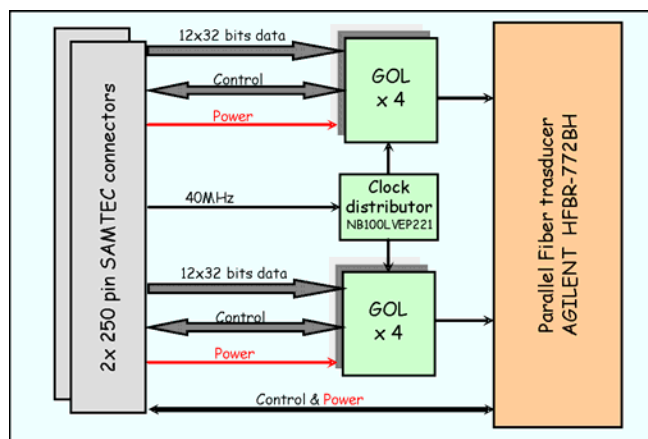 12x32 bits data
Control
Power
GOL
x 4
2x 250 pin SAMTEC connectors
40MHz
Clock
distributor
NB100LVEP221
Parallel Fiber trasducer
AGILENT HFBR-772BH
12x32 bits data
Control
Power
GOL
x 4
Control & Power